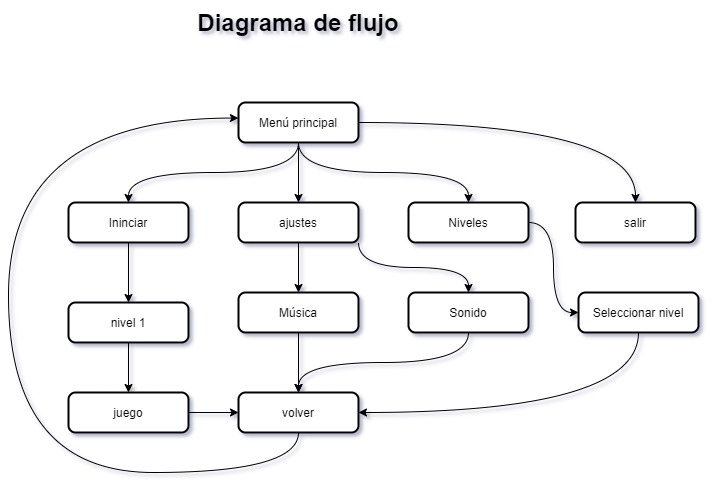 Diagrama de flujo
Menú principal
Ininciar
ajustes
Niveles
salir
Música
Sonido
Seleccionar nivel
nivel 1
juego
volver